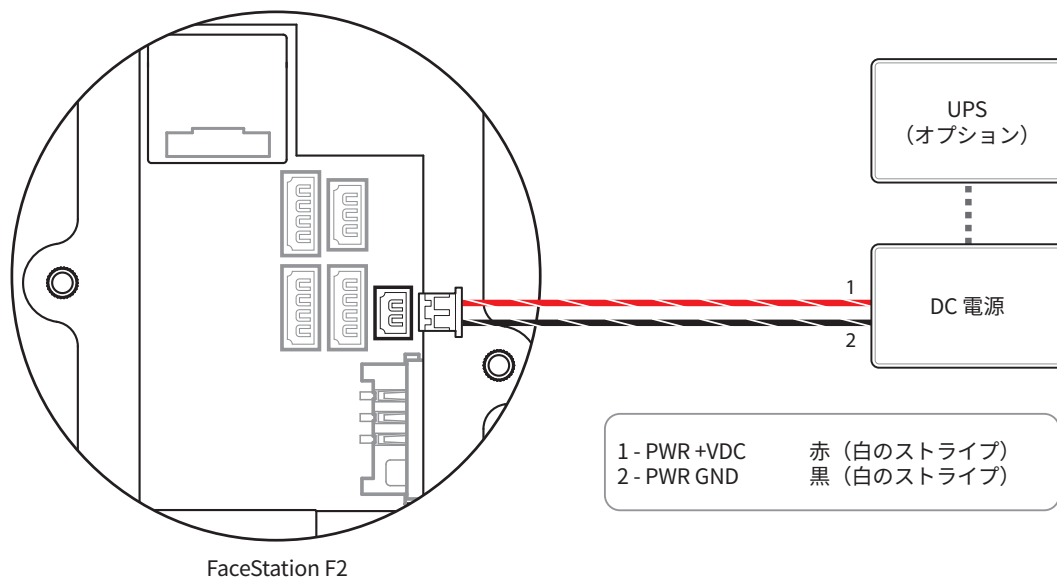 UPS
（オプション）
1
DC 電源
2
1 - PWR +VDC 赤（白のストライプ）
2 - PWR GND 黒（白のストライプ）
FaceStation F2